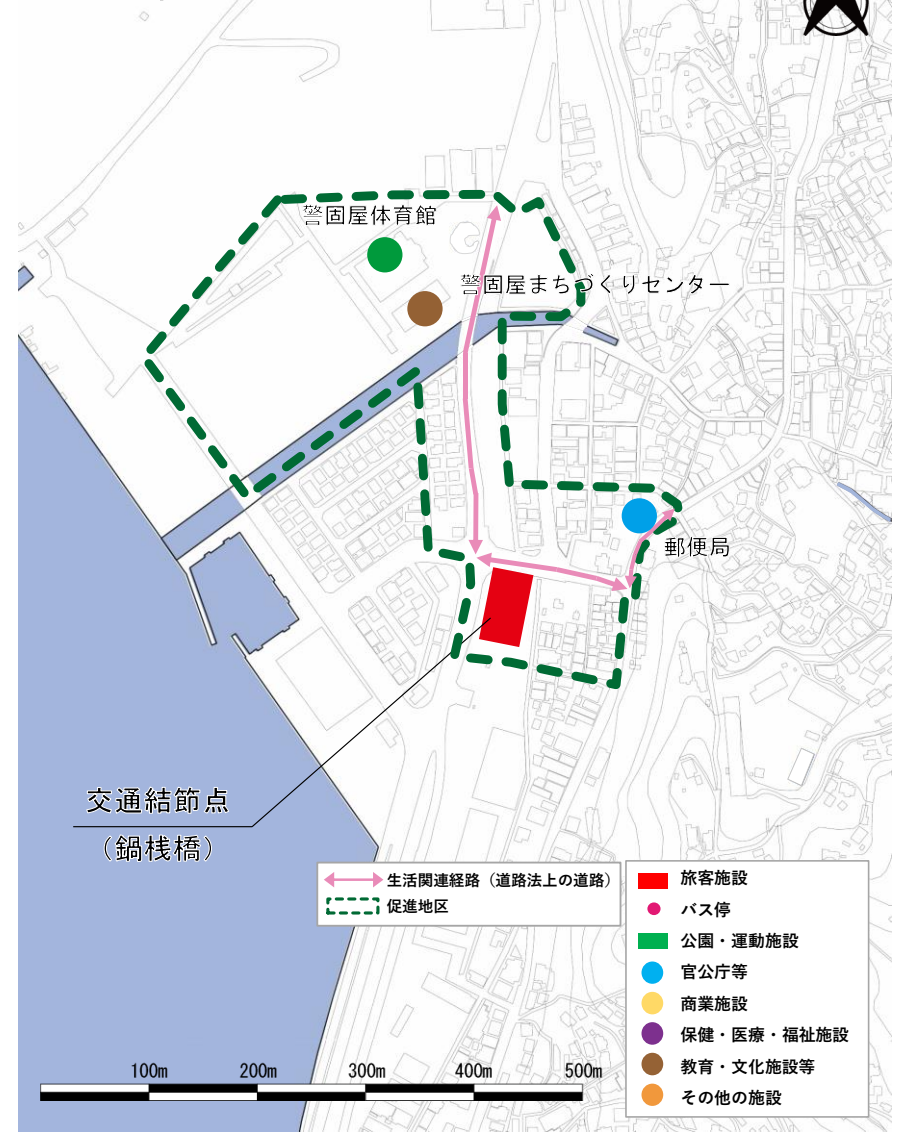 警固屋体育館
警固屋まちづくりセンター
郵便局
交通結節点
（鍋桟橋）
生活関連経路（道路法上の道路）
促進地区
旅客施設
バス停
公園・運動施設
官公庁等
商業施設
保健・医療・福祉施設
教育・文化施設等
その他の施設
100m 200m 300m 400m 500m